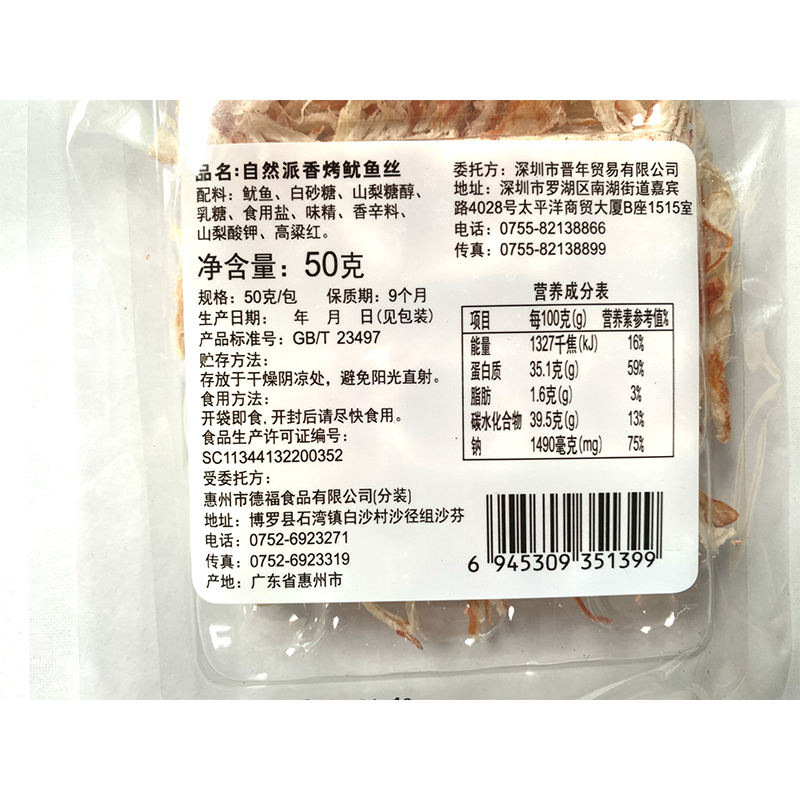 品名:自然派香烤鱿鱼丝
配料：鱿鱼、白砂糖、山梨糖醇、
乳糖、食用盐、味精、香辛料、
山梨酸钾、高粱红。
净含量：50克
规格：50克/包 保质期：9个月
生产日期： 年 月 日(见包装)
产品标准号：GB/T 23497
贮存方法：
存放于干燥阴凉处，避免阳光直射。
食用方法：
开袋即食,开封后请尽快食用。
食品生产许可证编号：
SC11344132200352
受委托方：
惠州市德福食品有限公司(分装)
地址：博罗县石湾镇白沙村沙径组沙芬
电话：0752-6923271
传真：0752-6923319
产地：广东省惠州市
委托方：深圳市晋年贸易有限公司
地址：深圳市罗湖区南湖街道嘉宾
路4028号太平洋商贸大厦B座1515室
电话：0755-82138866
传真：0755-82138899
营养成分表
项目 每100克(g) 营养素参考值%
能量 1327千焦(kJ) 16%
蛋白质 35.1克(g) 59%
脂肪 1.6克(g) 3%
碳水化合物 39.5克(g) 13%
钠 1490毫克(mg) 75%
6 945309 351399